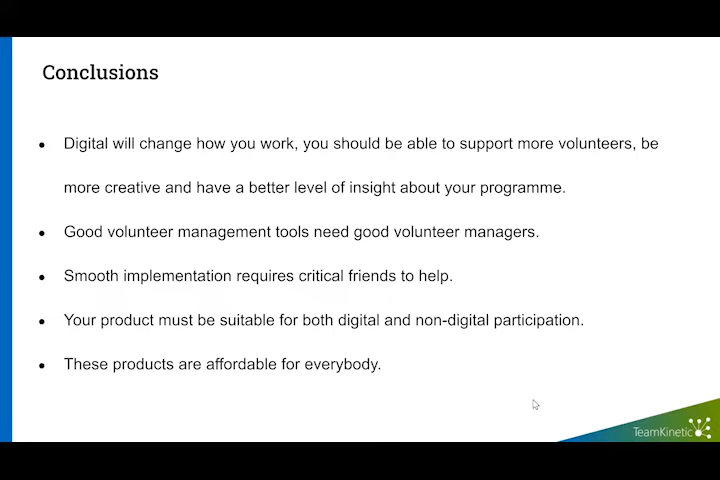 Conclusions
● Digital will change how you work, you should be able to support more volunteers, be
more creative and have a better level of insight about your programme.
● Good volunteer management tools need good volunteer managers.
● Smooth implementation requires critical friends to help.
● Your product must be suitable for both digital and non-digital participation.
● These products are affordable for everybody.
TeamKinetic